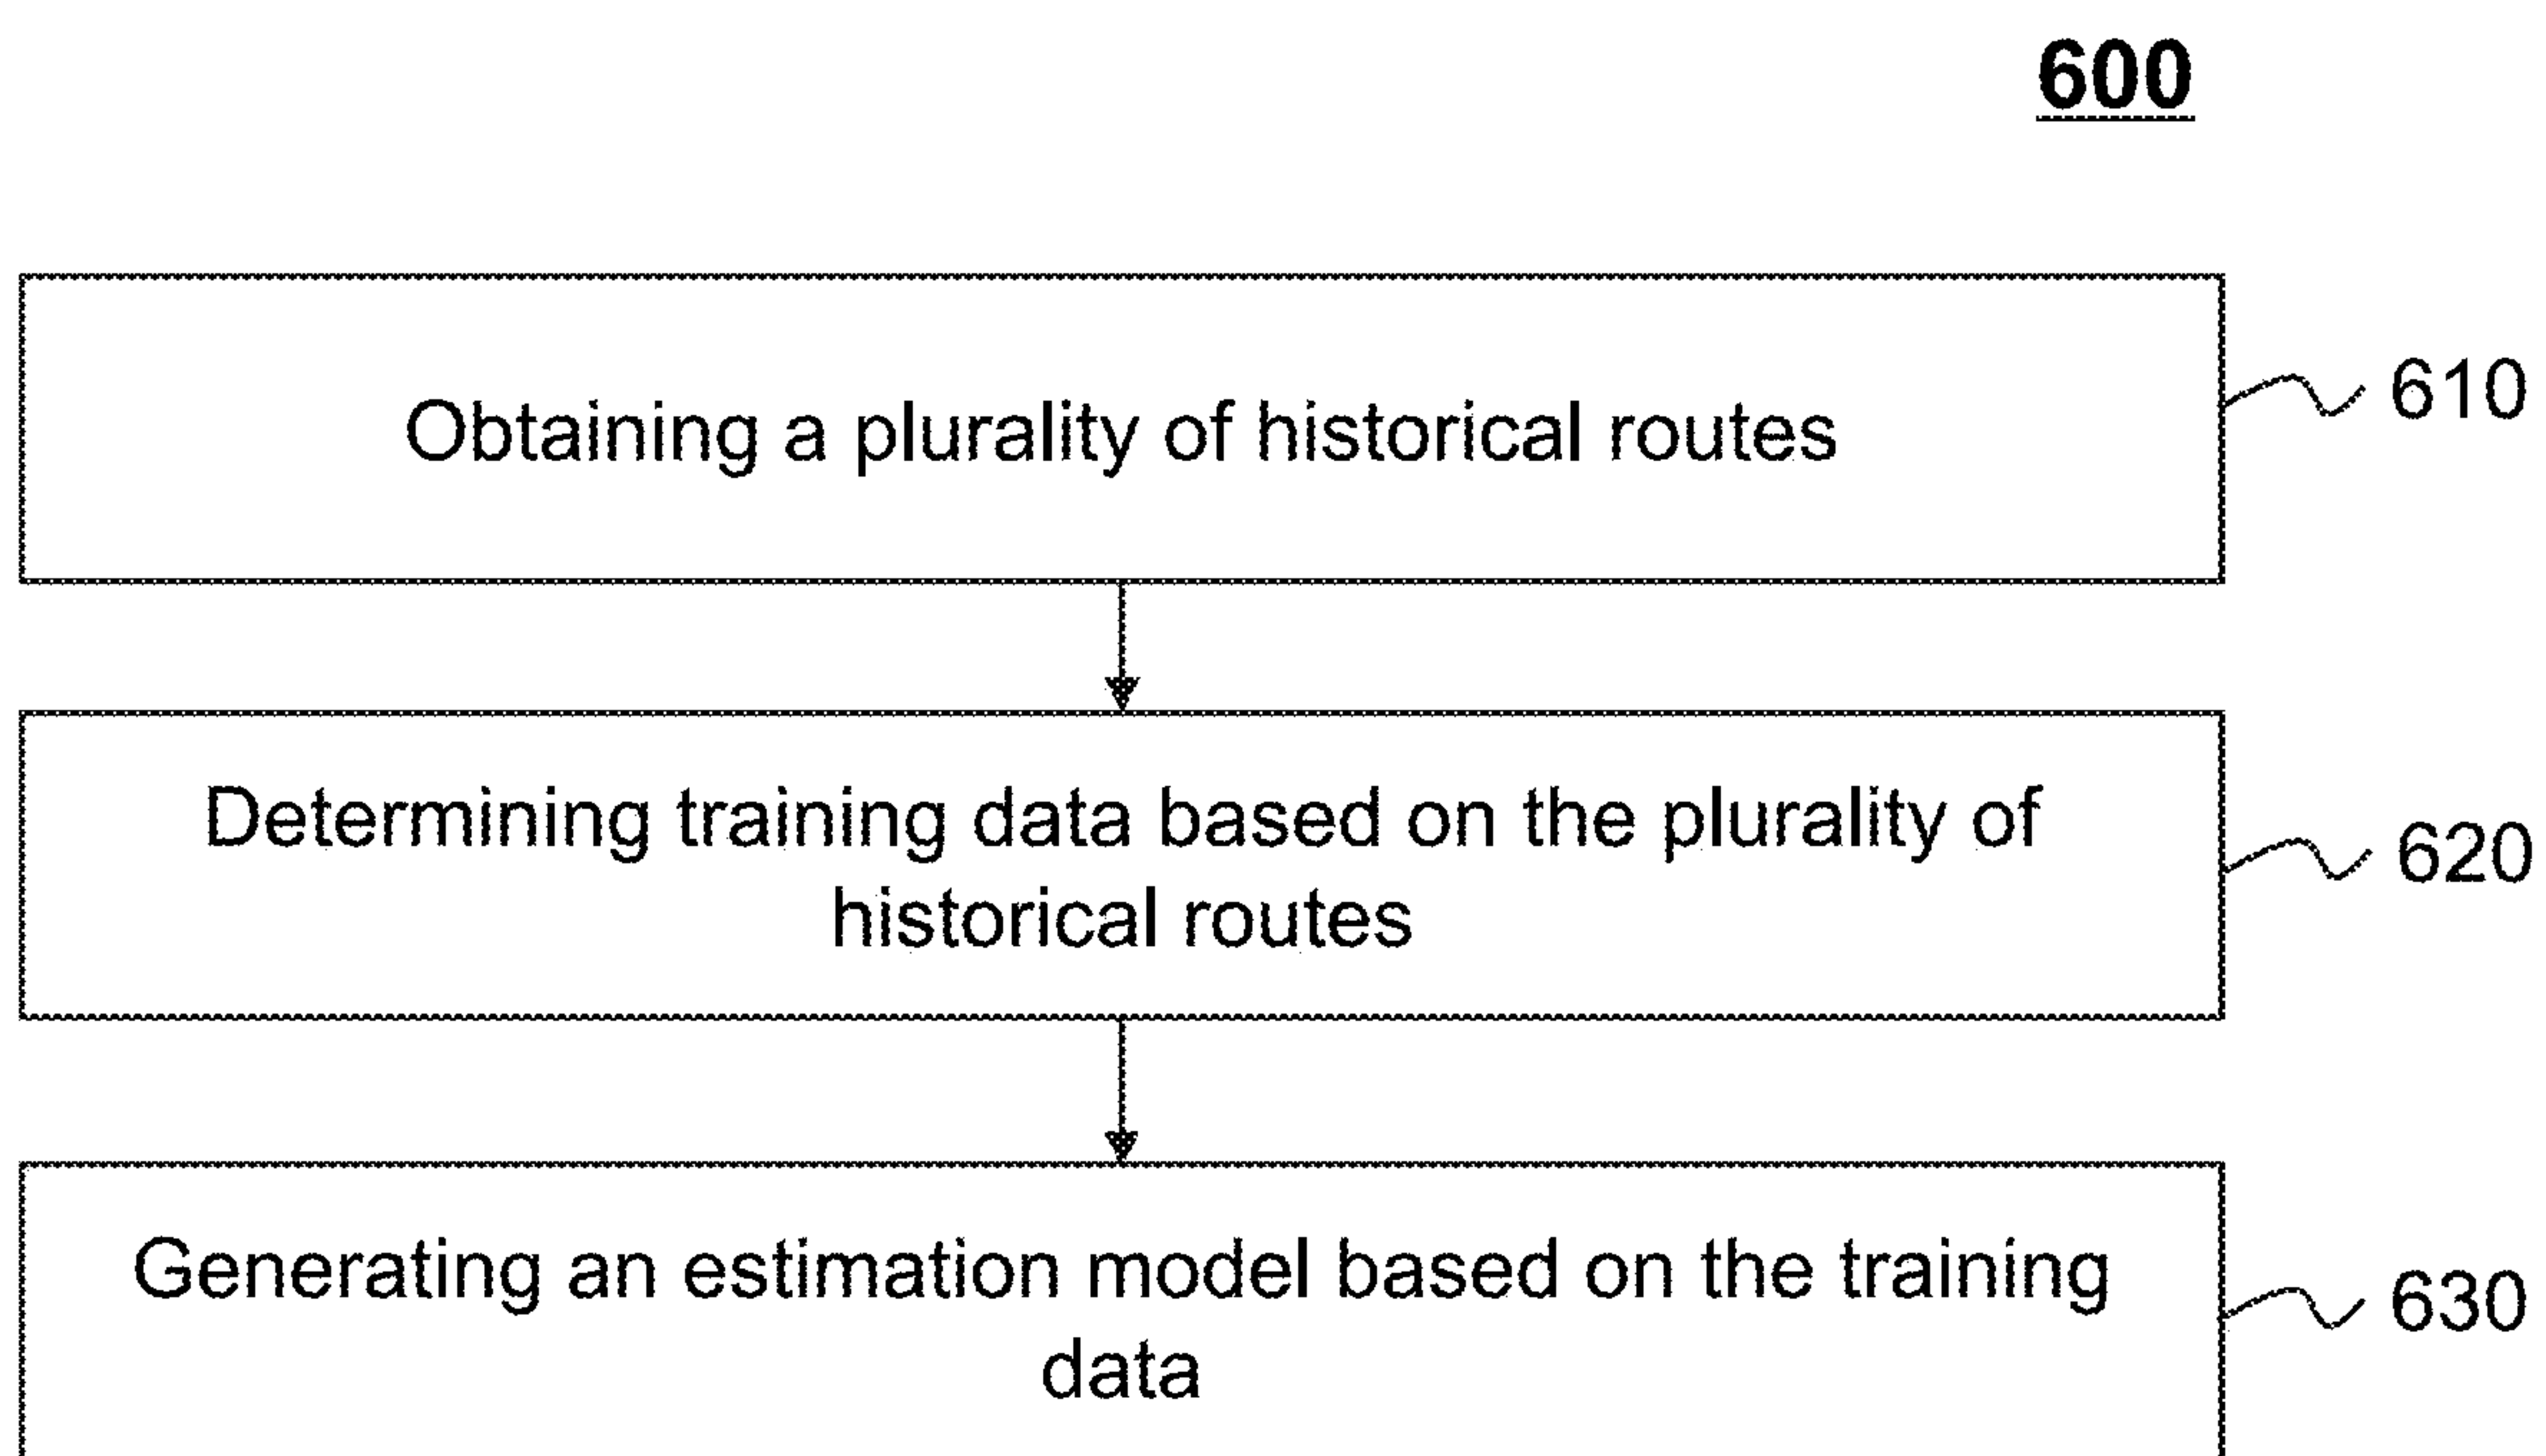 600
Obtaining a plurality of historical routes
610
Determining training data based on the plurality of
historical routes
620
Generating an estimation model based on the training
data
630